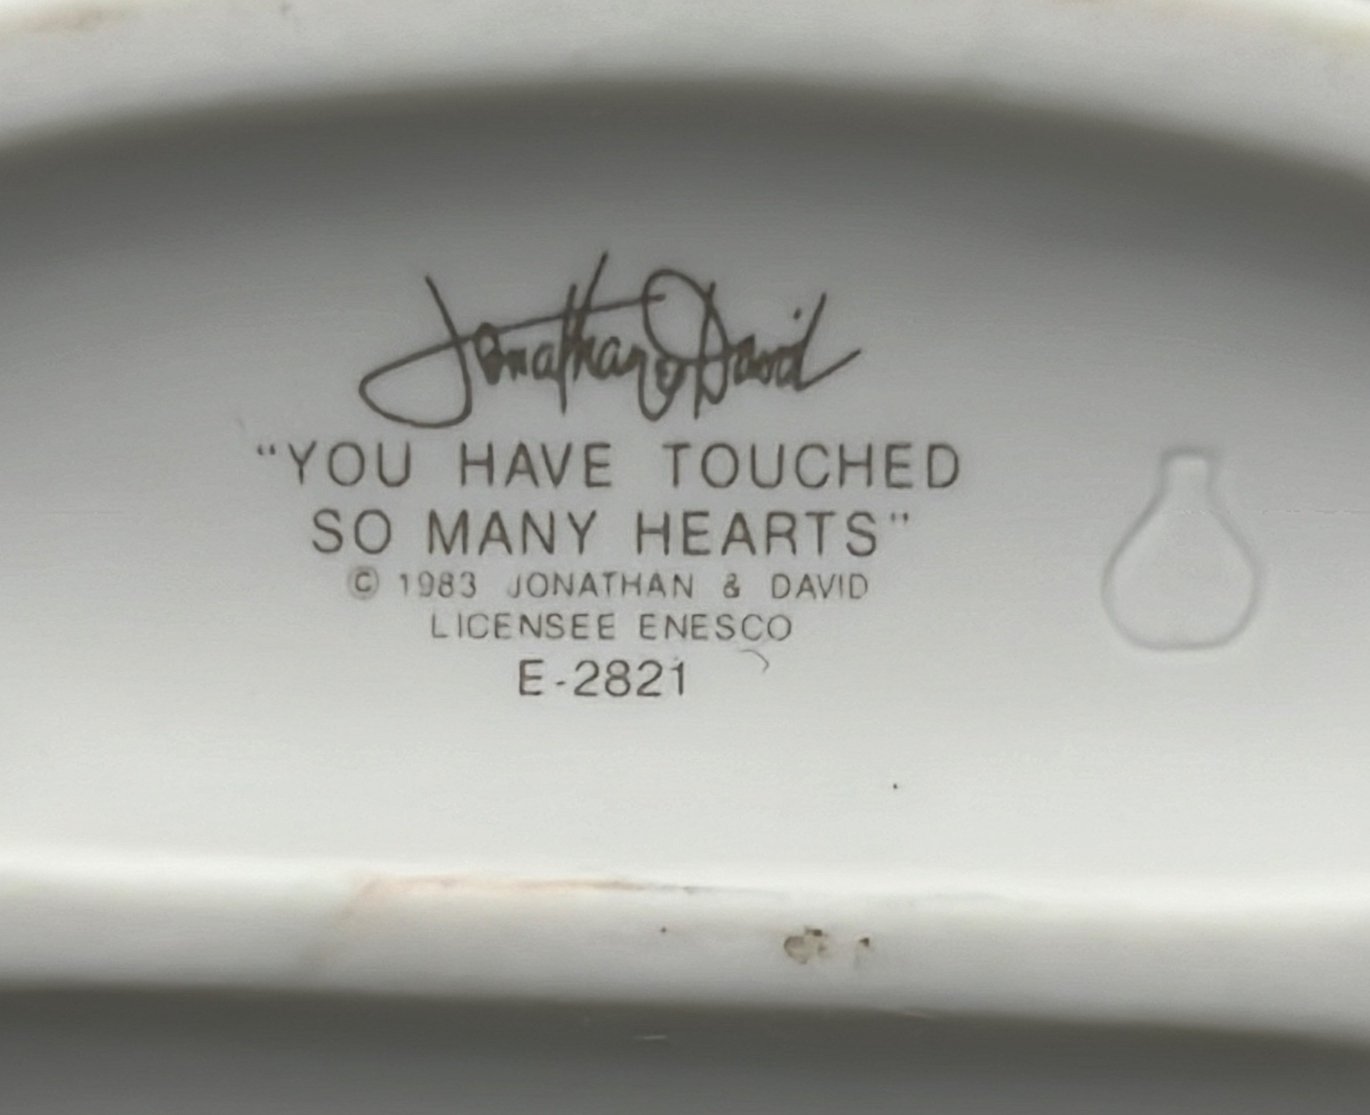 Jonathan & David
“YOU HAVE TOUCHED
SO MANY HEARTS”
© 1983 JONATHAN & DAVID
LICENSEE ENESCO
E-2821